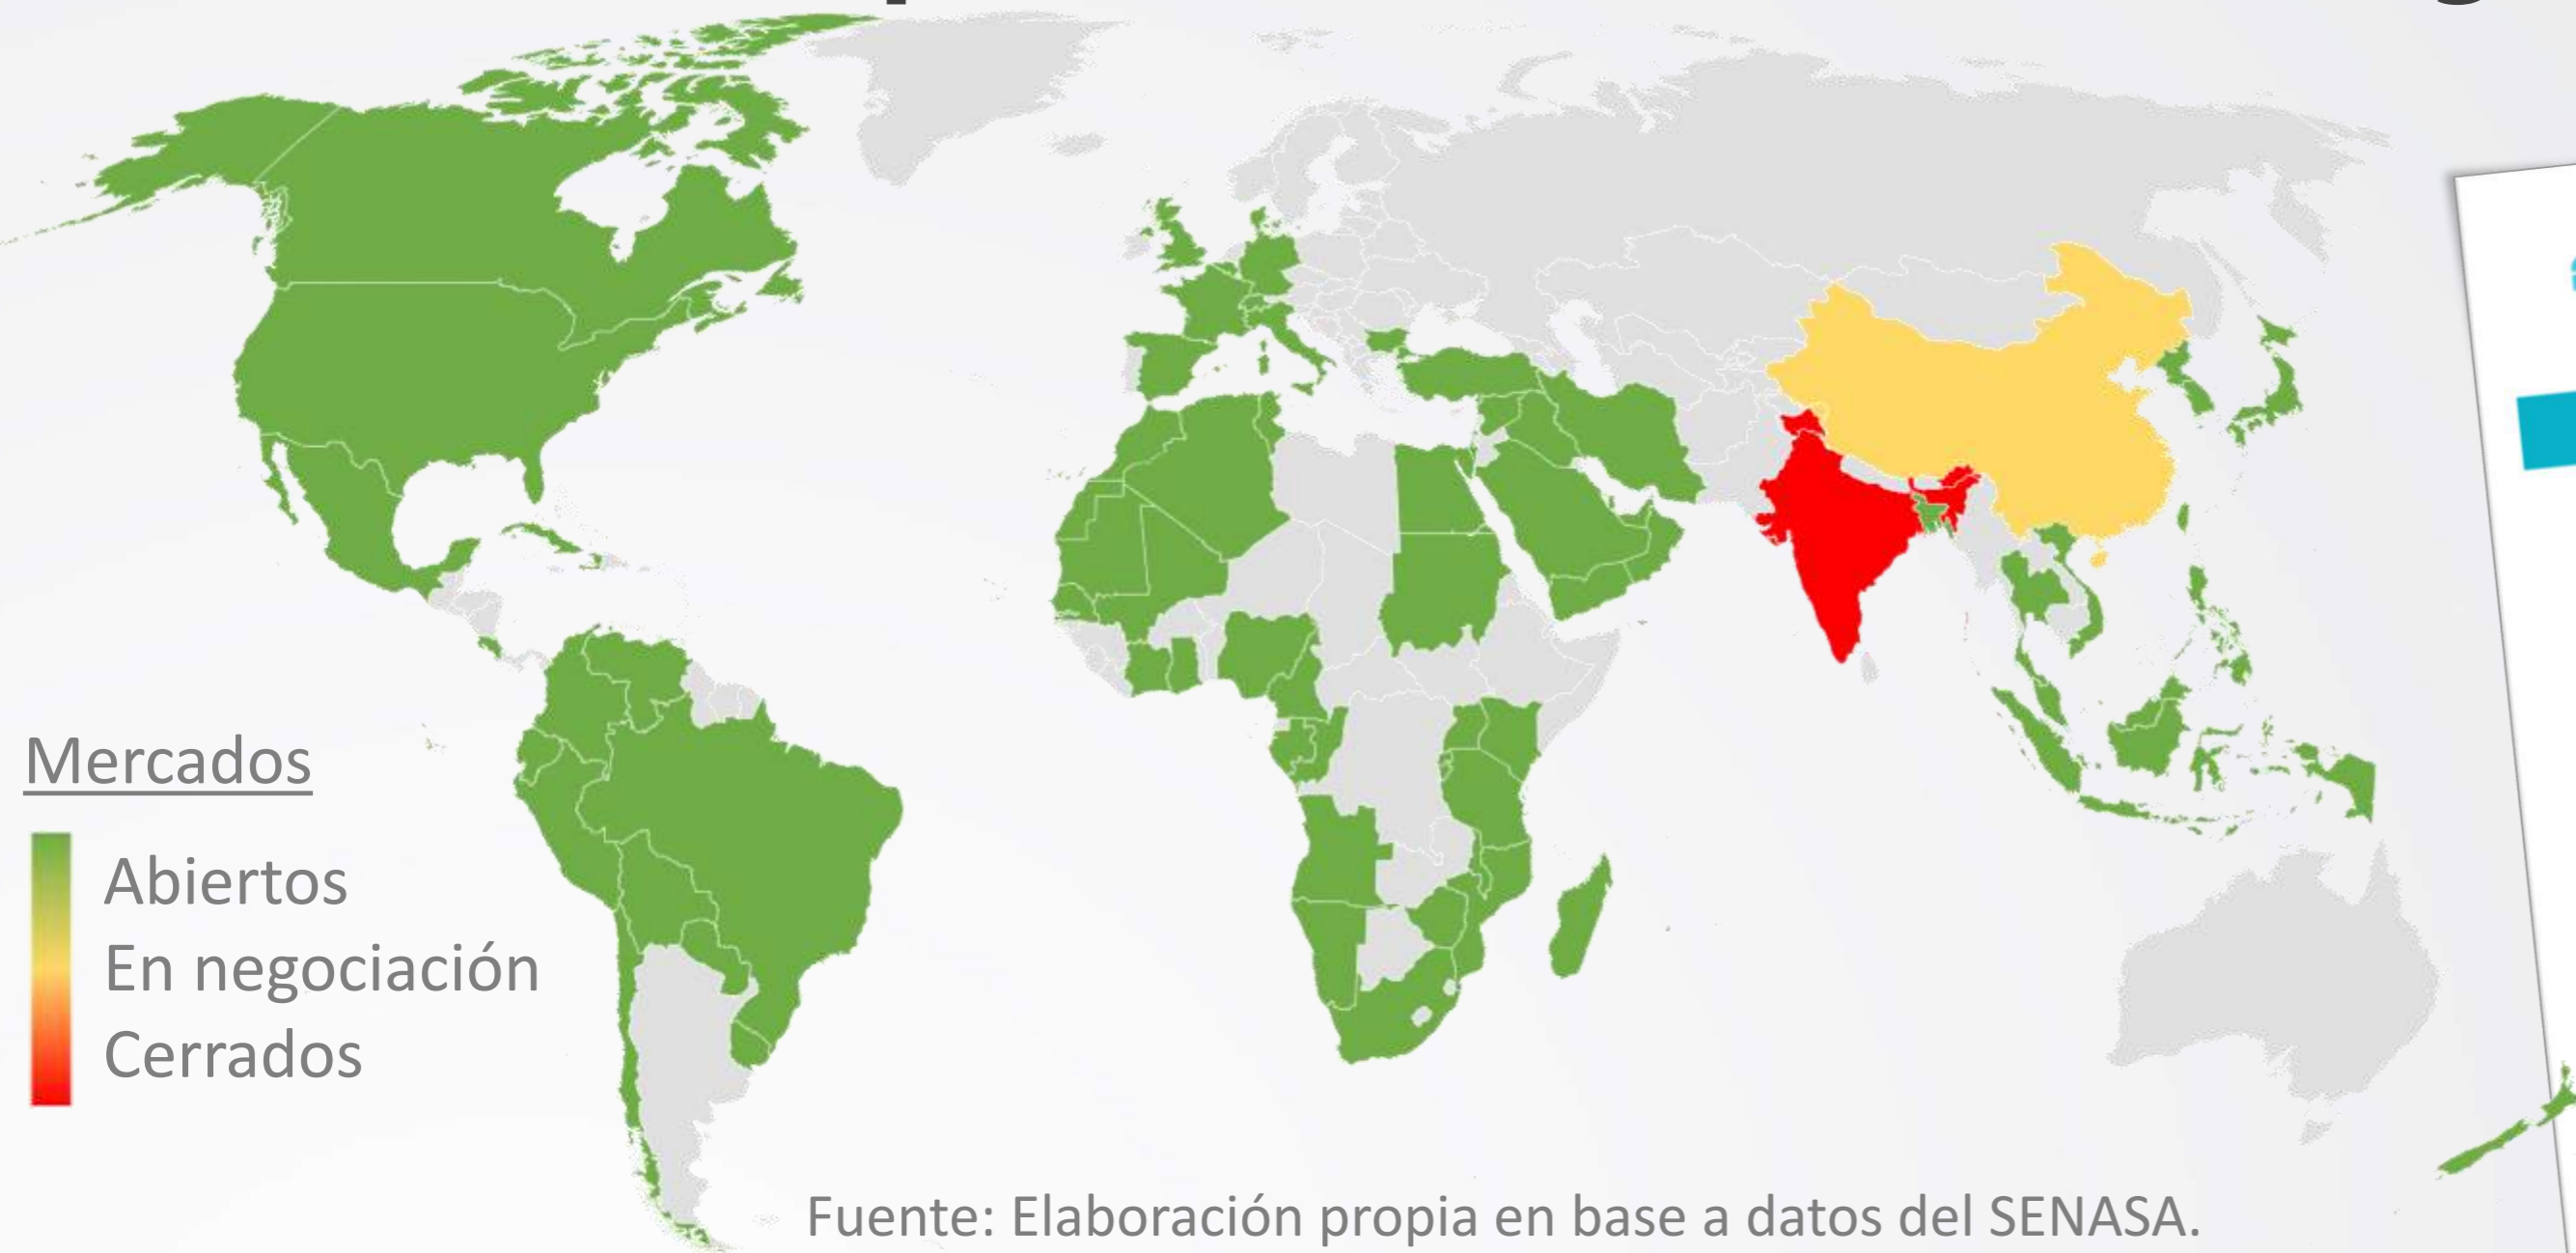 Mercados
Abiertos
En negociación
Cerrados
Fuente: Elaboración propia en base a datos del SENASA.